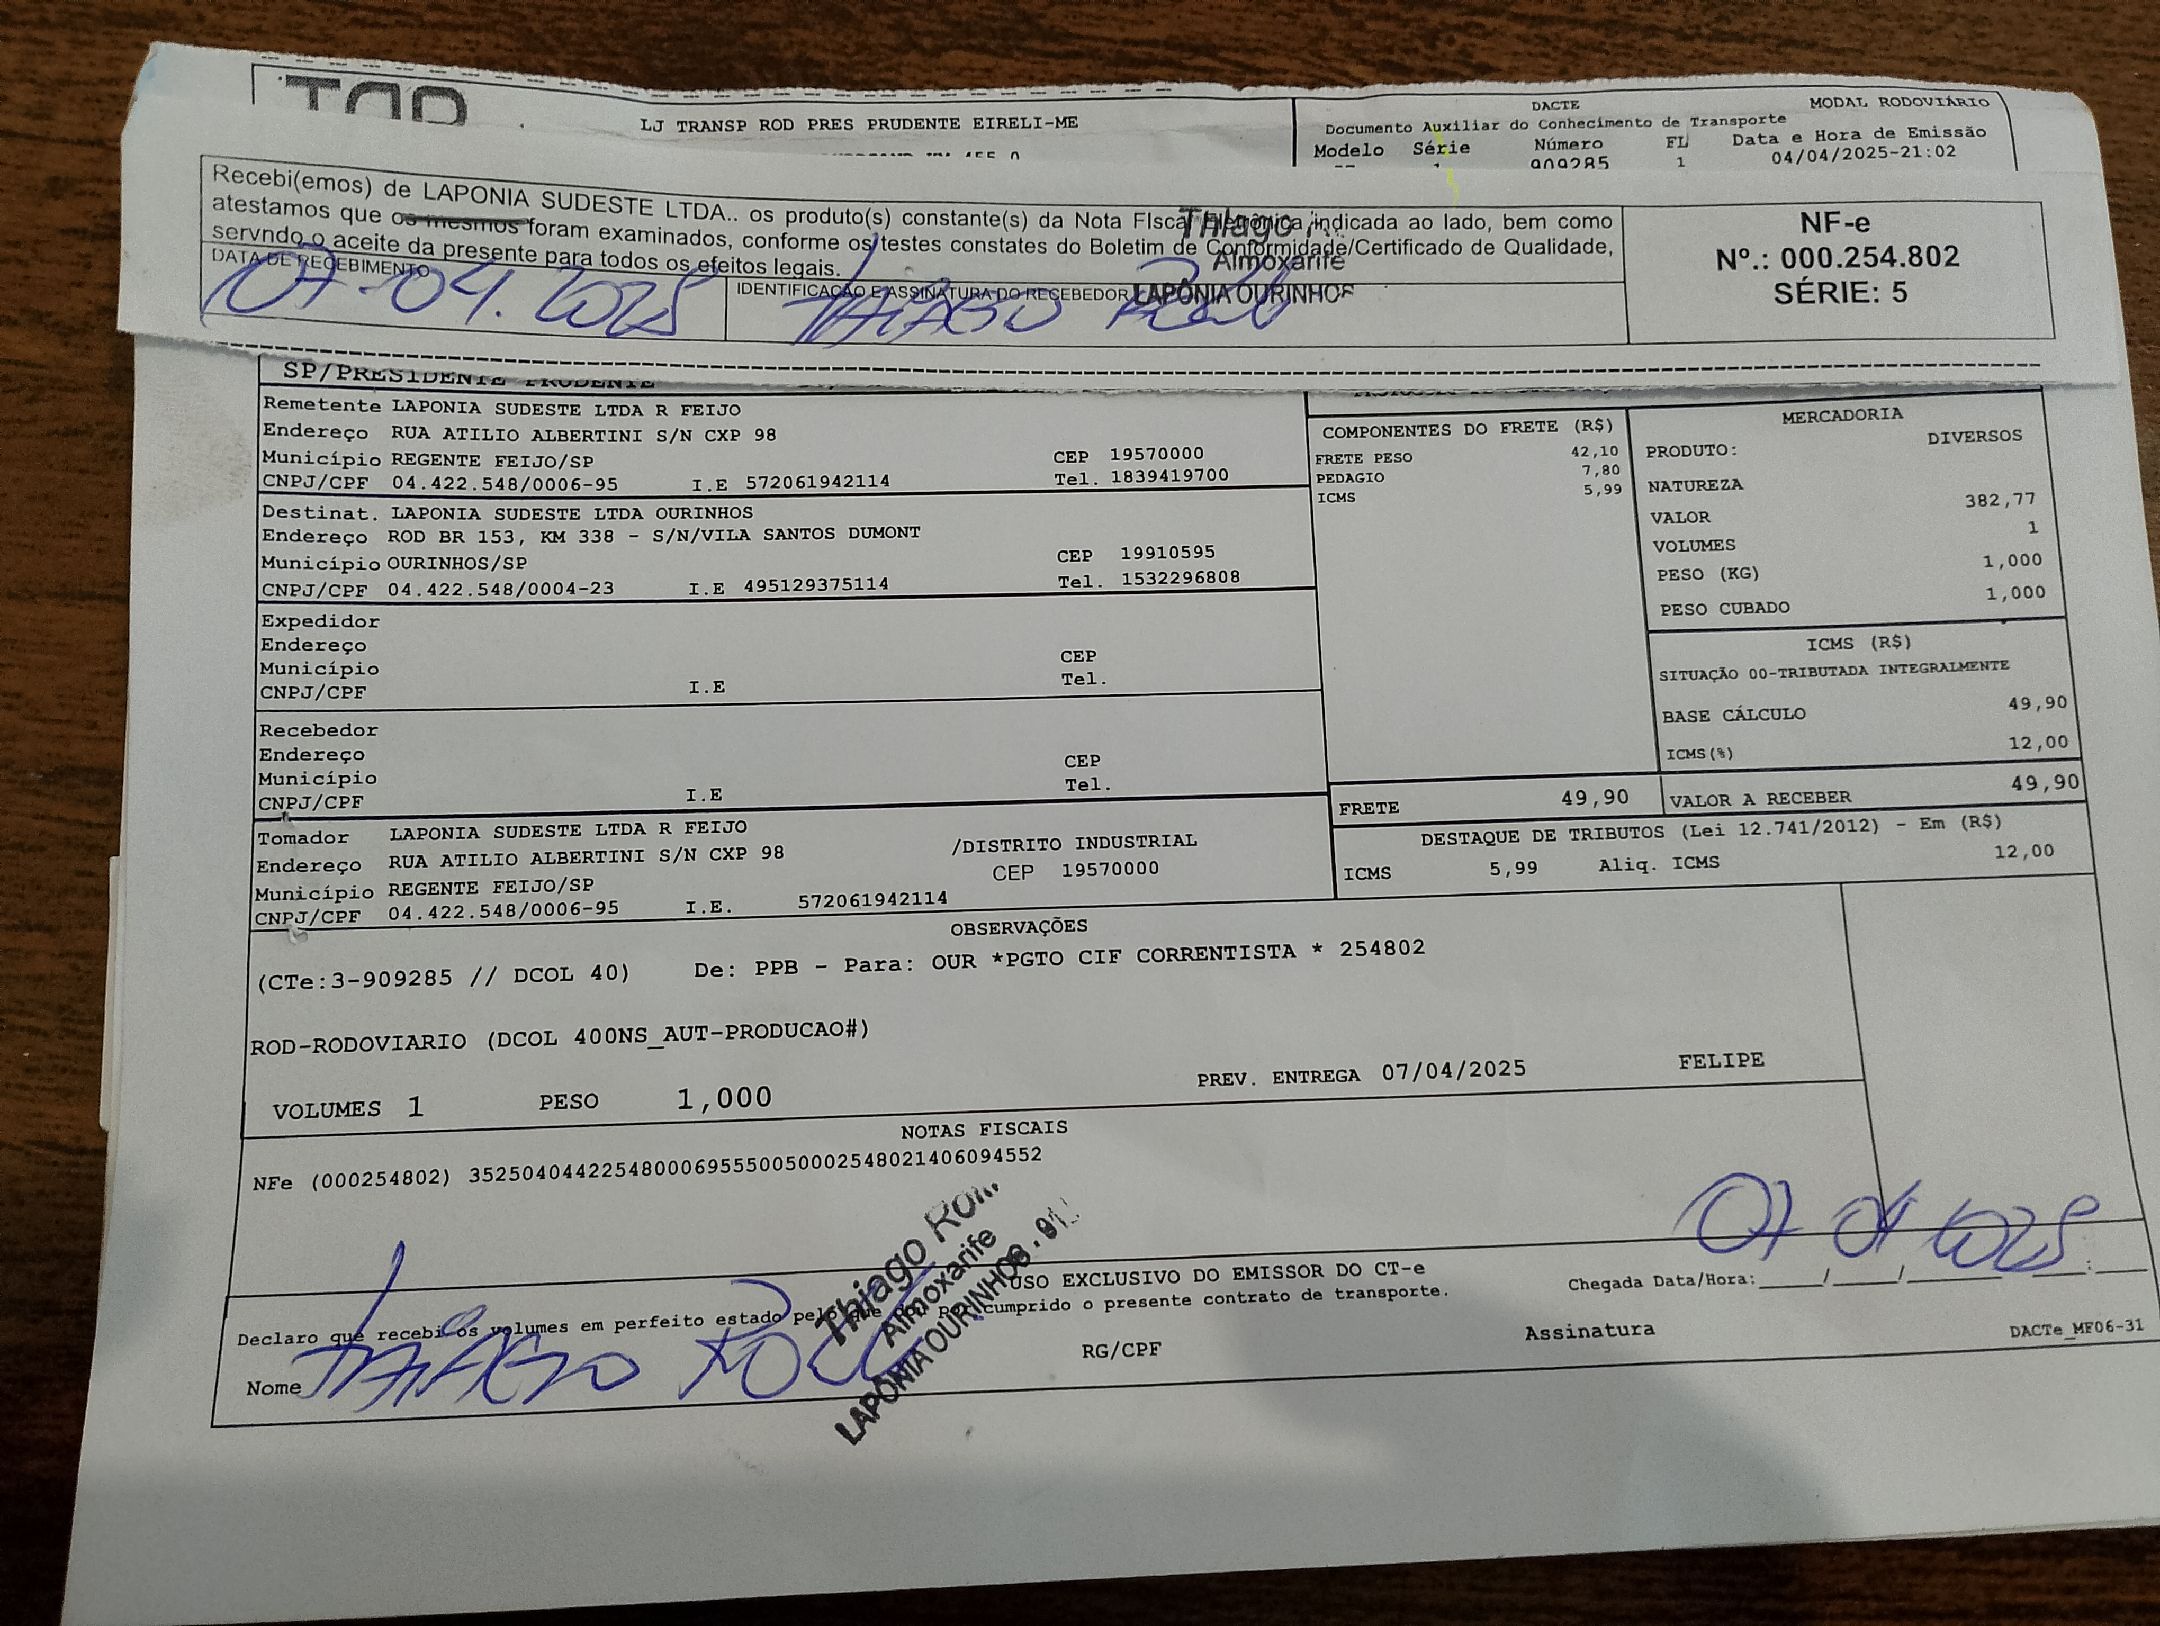 LJ TRANSP ROD PRES PRUDENTE EIRELI-ME
DACTE
MODAL RODOVIÁRIO
Documento Auxiliar do Conhecimento de Transporte
Modelo Série Número FL Data e Hora de Emissão
909285 1 04/04/2025-21:02
Recebi(emos) de LAPONIA SUDESTE LTDA.. os produto(s) constante(s) da Nota FIscal Eletrônica indicada ao lado, bem como
atestamos que os mesmos foram examinados, conforme os testes constates do Boletim de Conformidade/Certificado de Qualidade,
servndo o aceite da presente para todos os efeitos legais.
DATA DE RECEBIMENTO
IDENTIFICAÇÃO E ASSINATURA DO RECEBEDOR
07-04.2025
THIAGO
Thiago
Almoxarife
LAPÔNIA OURINHOS
NF-e
Nº.: 000.254.802
SÉRIE: 5
SP/PRESIDENTE PRUDENTE
Remetente LAPONIA SUDESTE LTDA R FEIJO
Endereço RUA ATILIO ALBERTINI S/N CXP 98
Município REGENTE FEIJO/SP CEP 19570000
CNPJ/CPF 04.422.548/0006-95 I.E 572061942114 Tel. 1839419700
Destinat. LAPONIA SUDESTE LTDA OURINHOS
Endereço ROD BR 153, KM 338 - S/N/VILA SANTOS DUMONT
Município OURINHOS/SP CEP 19910595
CNPJ/CPF 04.422.548/0004-23 I.E 495129375114 Tel. 1532296808
Expedidor
Endereço
Município CEP
CNPJ/CPF I.E Tel.
Recebedor
Endereço
Município CEP
CNPJ/CPF I.E Tel.
Tomador LAPONIA SUDESTE LTDA R FEIJO
Endereço RUA ATILIO ALBERTINI S/N CXP 98 /DISTRITO INDUSTRIAL
Município REGENTE FEIJO/SP CEP 19570000
CNPJ/CPF 04.422.548/0006-95 I.E. 572061942114
COMPONENTES DO FRETE (R$)
FRETE PESO 42,10
PEDAGIO 7,80
ICMS 5,99
MERCADORIA
PRODUTO: DIVERSOS
NATUREZA
VALOR 382,77
VOLUMES 1
PESO (KG) 1,000
PESO CUBADO 1,000
ICMS (R$)
SITUAÇÃO 00-TRIBUTADA INTEGRALMENTE
BASE CÁLCULO 49,90
ICMS(%) 12,00
FRETE 49,90 VALOR A RECEBER 49,90
DESTAQUE DE TRIBUTOS (Lei 12.741/2012) - Em (R$)
ICMS 5,99 Aliq. ICMS 12,00
OBSERVAÇÕES
(CTe:3-909285 // DCOL 40) De: PPB - Para: OUR *PGTO CIF CORRENTISTA * 254802
ROD-RODOVIARIO (DCOL 400NS_AUT-PRODUCAO#)
VOLUMES 1 PESO 1,000 PREV. ENTREGA 07/04/2025 FELIPE
NOTAS FISCAIS
NFe (000254802) 35250404422548000695550050002548021406094552
Thiago
Almoxarife
LAPÔNIA OURINHOS
07 04 2025
USO EXCLUSIVO DO EMISSOR DO CT-e
Chegada Data/Hora:____/____/______ ____:____
Declaro que recebi os volumes em perfeito estado pelo que dou por cumprido o presente contrato de transporte.
Nome THIAGO
RG/CPF
Assinatura
DACTe_MF06-31